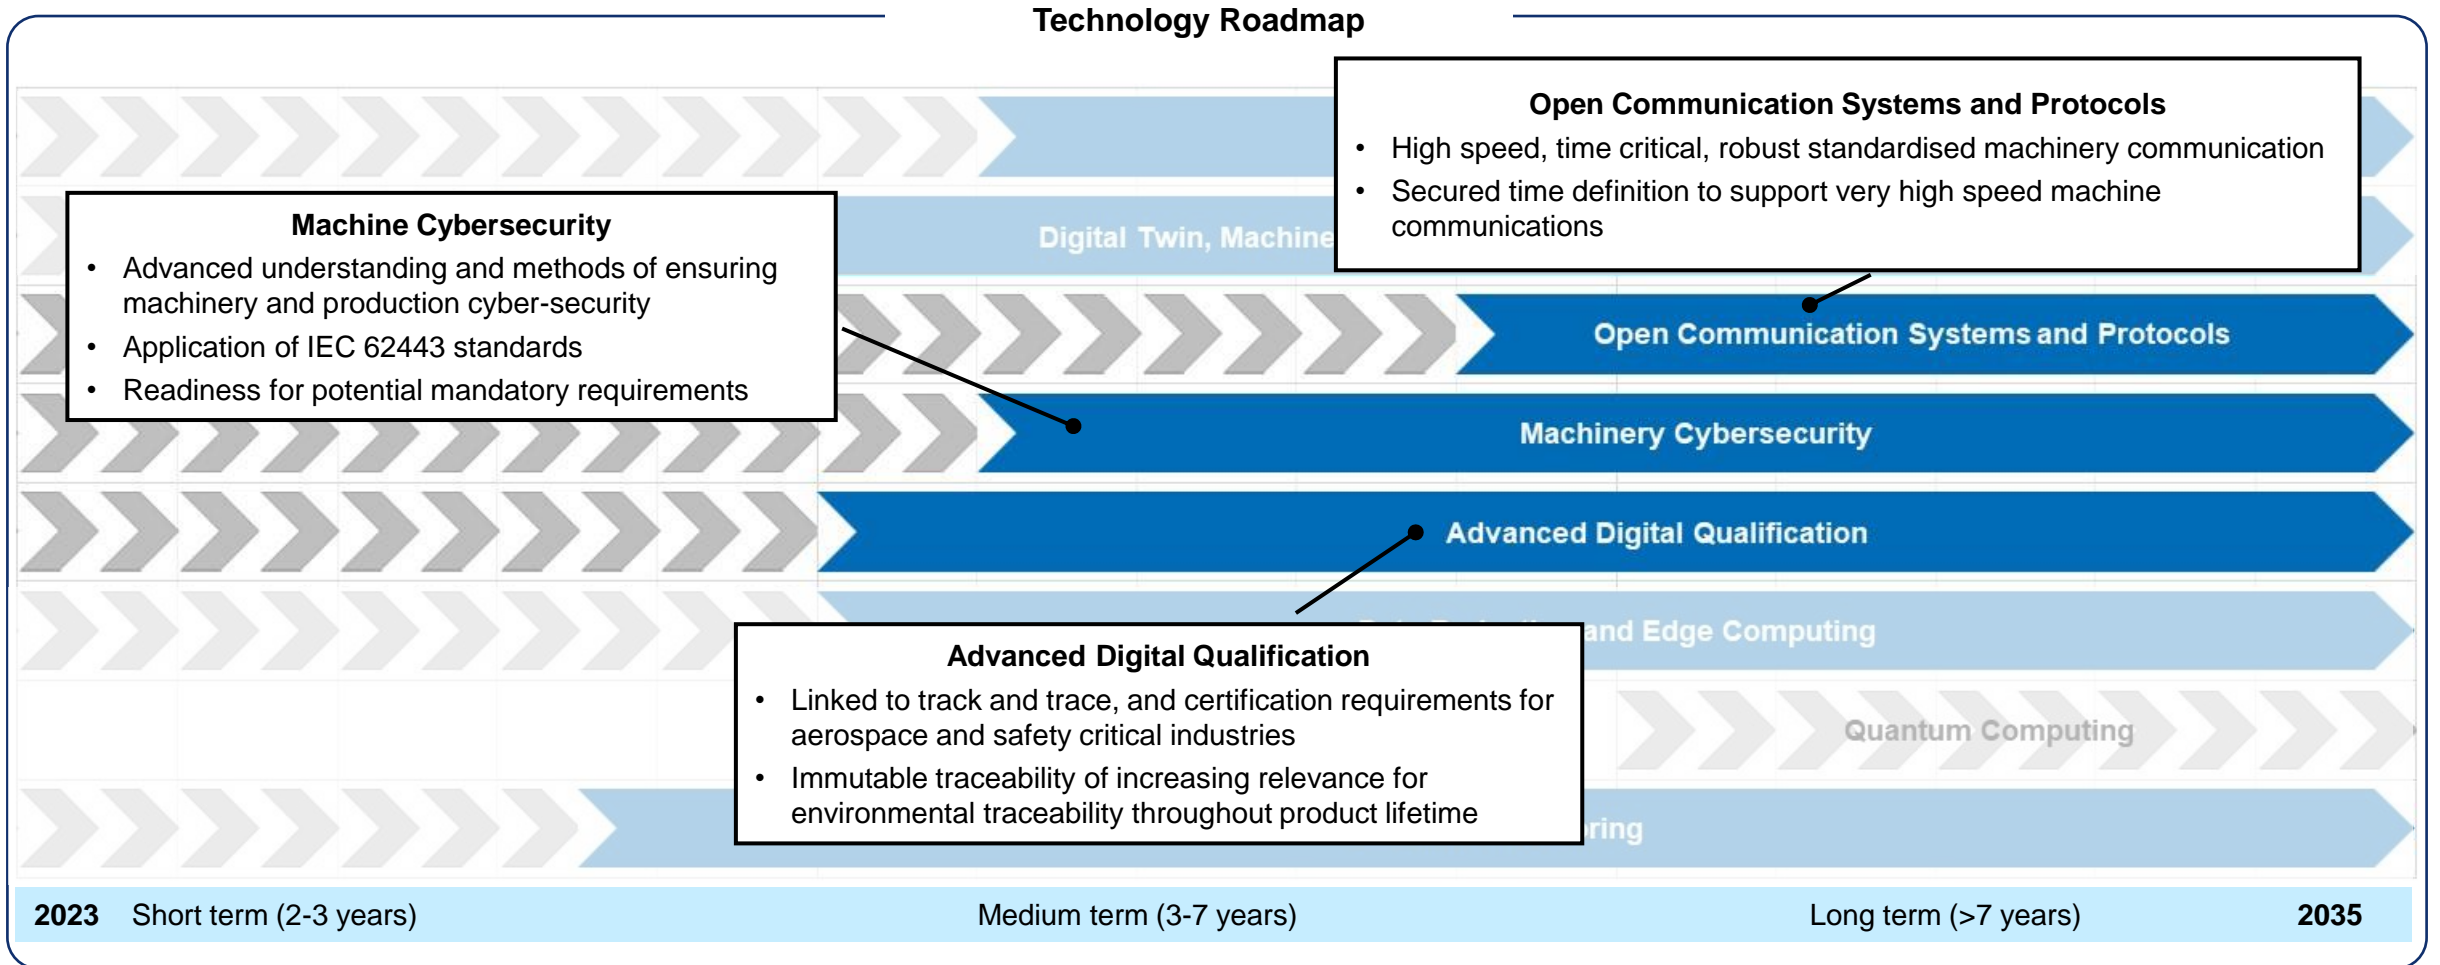 Technology Roadmap
Open Communication Systems and Protocols
• High speed, time critical, robust standardised machinery communication
• Secured time definition to support very high speed machine
communications
Machine Cybersecurity
• Advanced understanding and methods of ensuring
machinery and production cyber-security
• Application of IEC 62443 standards
• Readiness for potential mandatory requirements
Digital Twin, Machine
Open Communication Systems and Protocols
Machinery Cybersecurity
Advanced Digital Qualification
and Edge Computing
Advanced Digital Qualification
• Linked to track and trace, and certification requirements for
aerospace and safety critical industries
• Immutable traceability of increasing relevance for
environmental traceability throughout product lifetime
Quantum Computing
2023 Short term (2-3 years) Medium term (3-7 years) Long term (>7 years) 2035